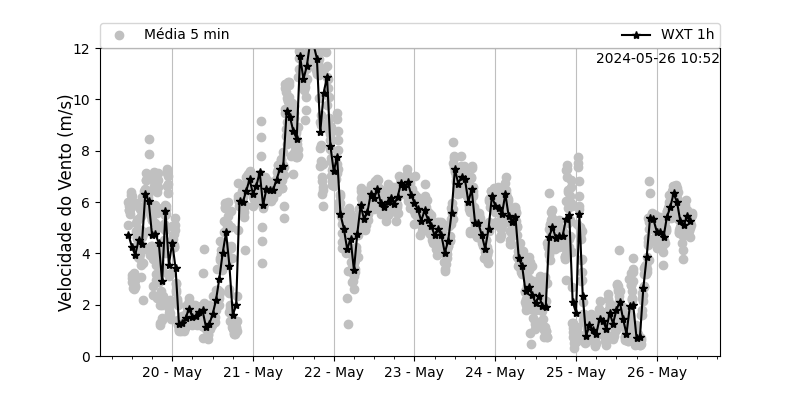 Média 5 min
WXT 1h
2024-05-26 10:52
Velocidade do Vento (m/s)
12
10
8
6
4
2
0
20 - May
21 - May
22 - May
23 - May
24 - May
25 - May
26 - May